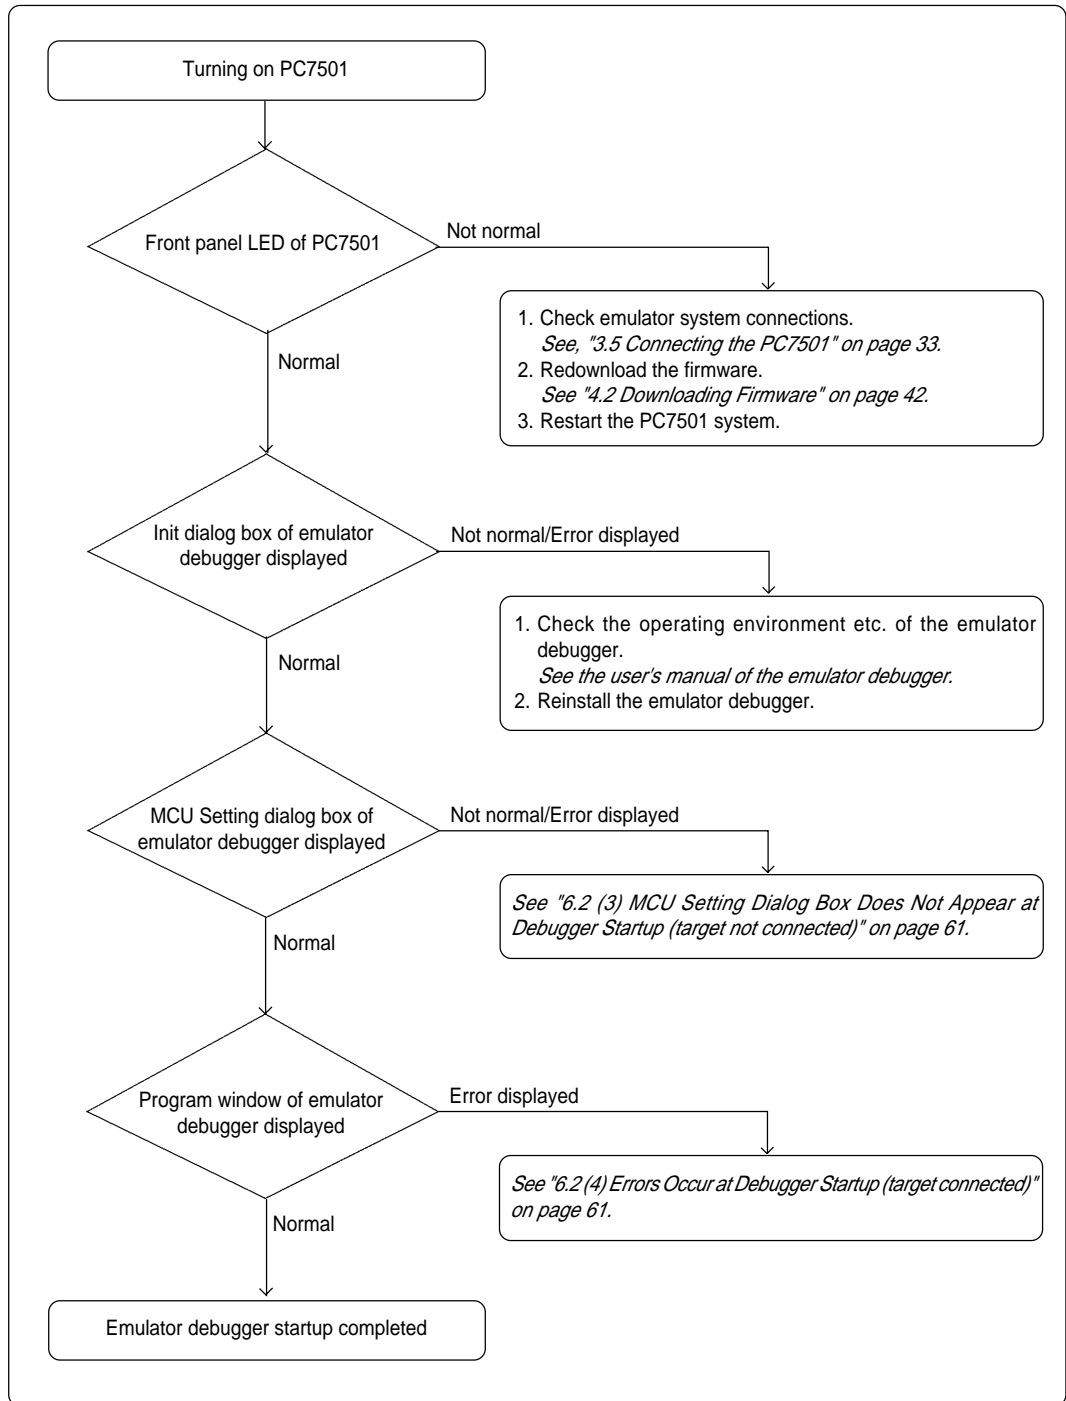 Turning on PC7501
Front panel LED of PC7501
Not normal
1. Check emulator system connections.
See, "3.5 Connecting the PC7501" on page 33.
2. Redownload the firmware.
See "4.2 Downloading Firmware" on page 42.
3. Restart the PC7501 system.
Normal
Init dialog box of emulator
debugger displayed
Not normal/Error displayed
1. Check the operating environment etc. of the emulator
debugger.
See the user's manual of the emulator debugger.
2. Reinstall the emulator debugger.
Normal
MCU Setting dialog box of
emulator debugger displayed
Not normal/Error displayed
See "6.2 (3) MCU Setting Dialog Box Does Not Appear at
Debugger Startup (target not connected)" on page 61.
Normal
Program window of emulator
debugger displayed
Error displayed
See "6.2 (4) Errors Occur at Debugger Startup (target connected)"
on page 61.
Normal
Emulator debugger startup completed